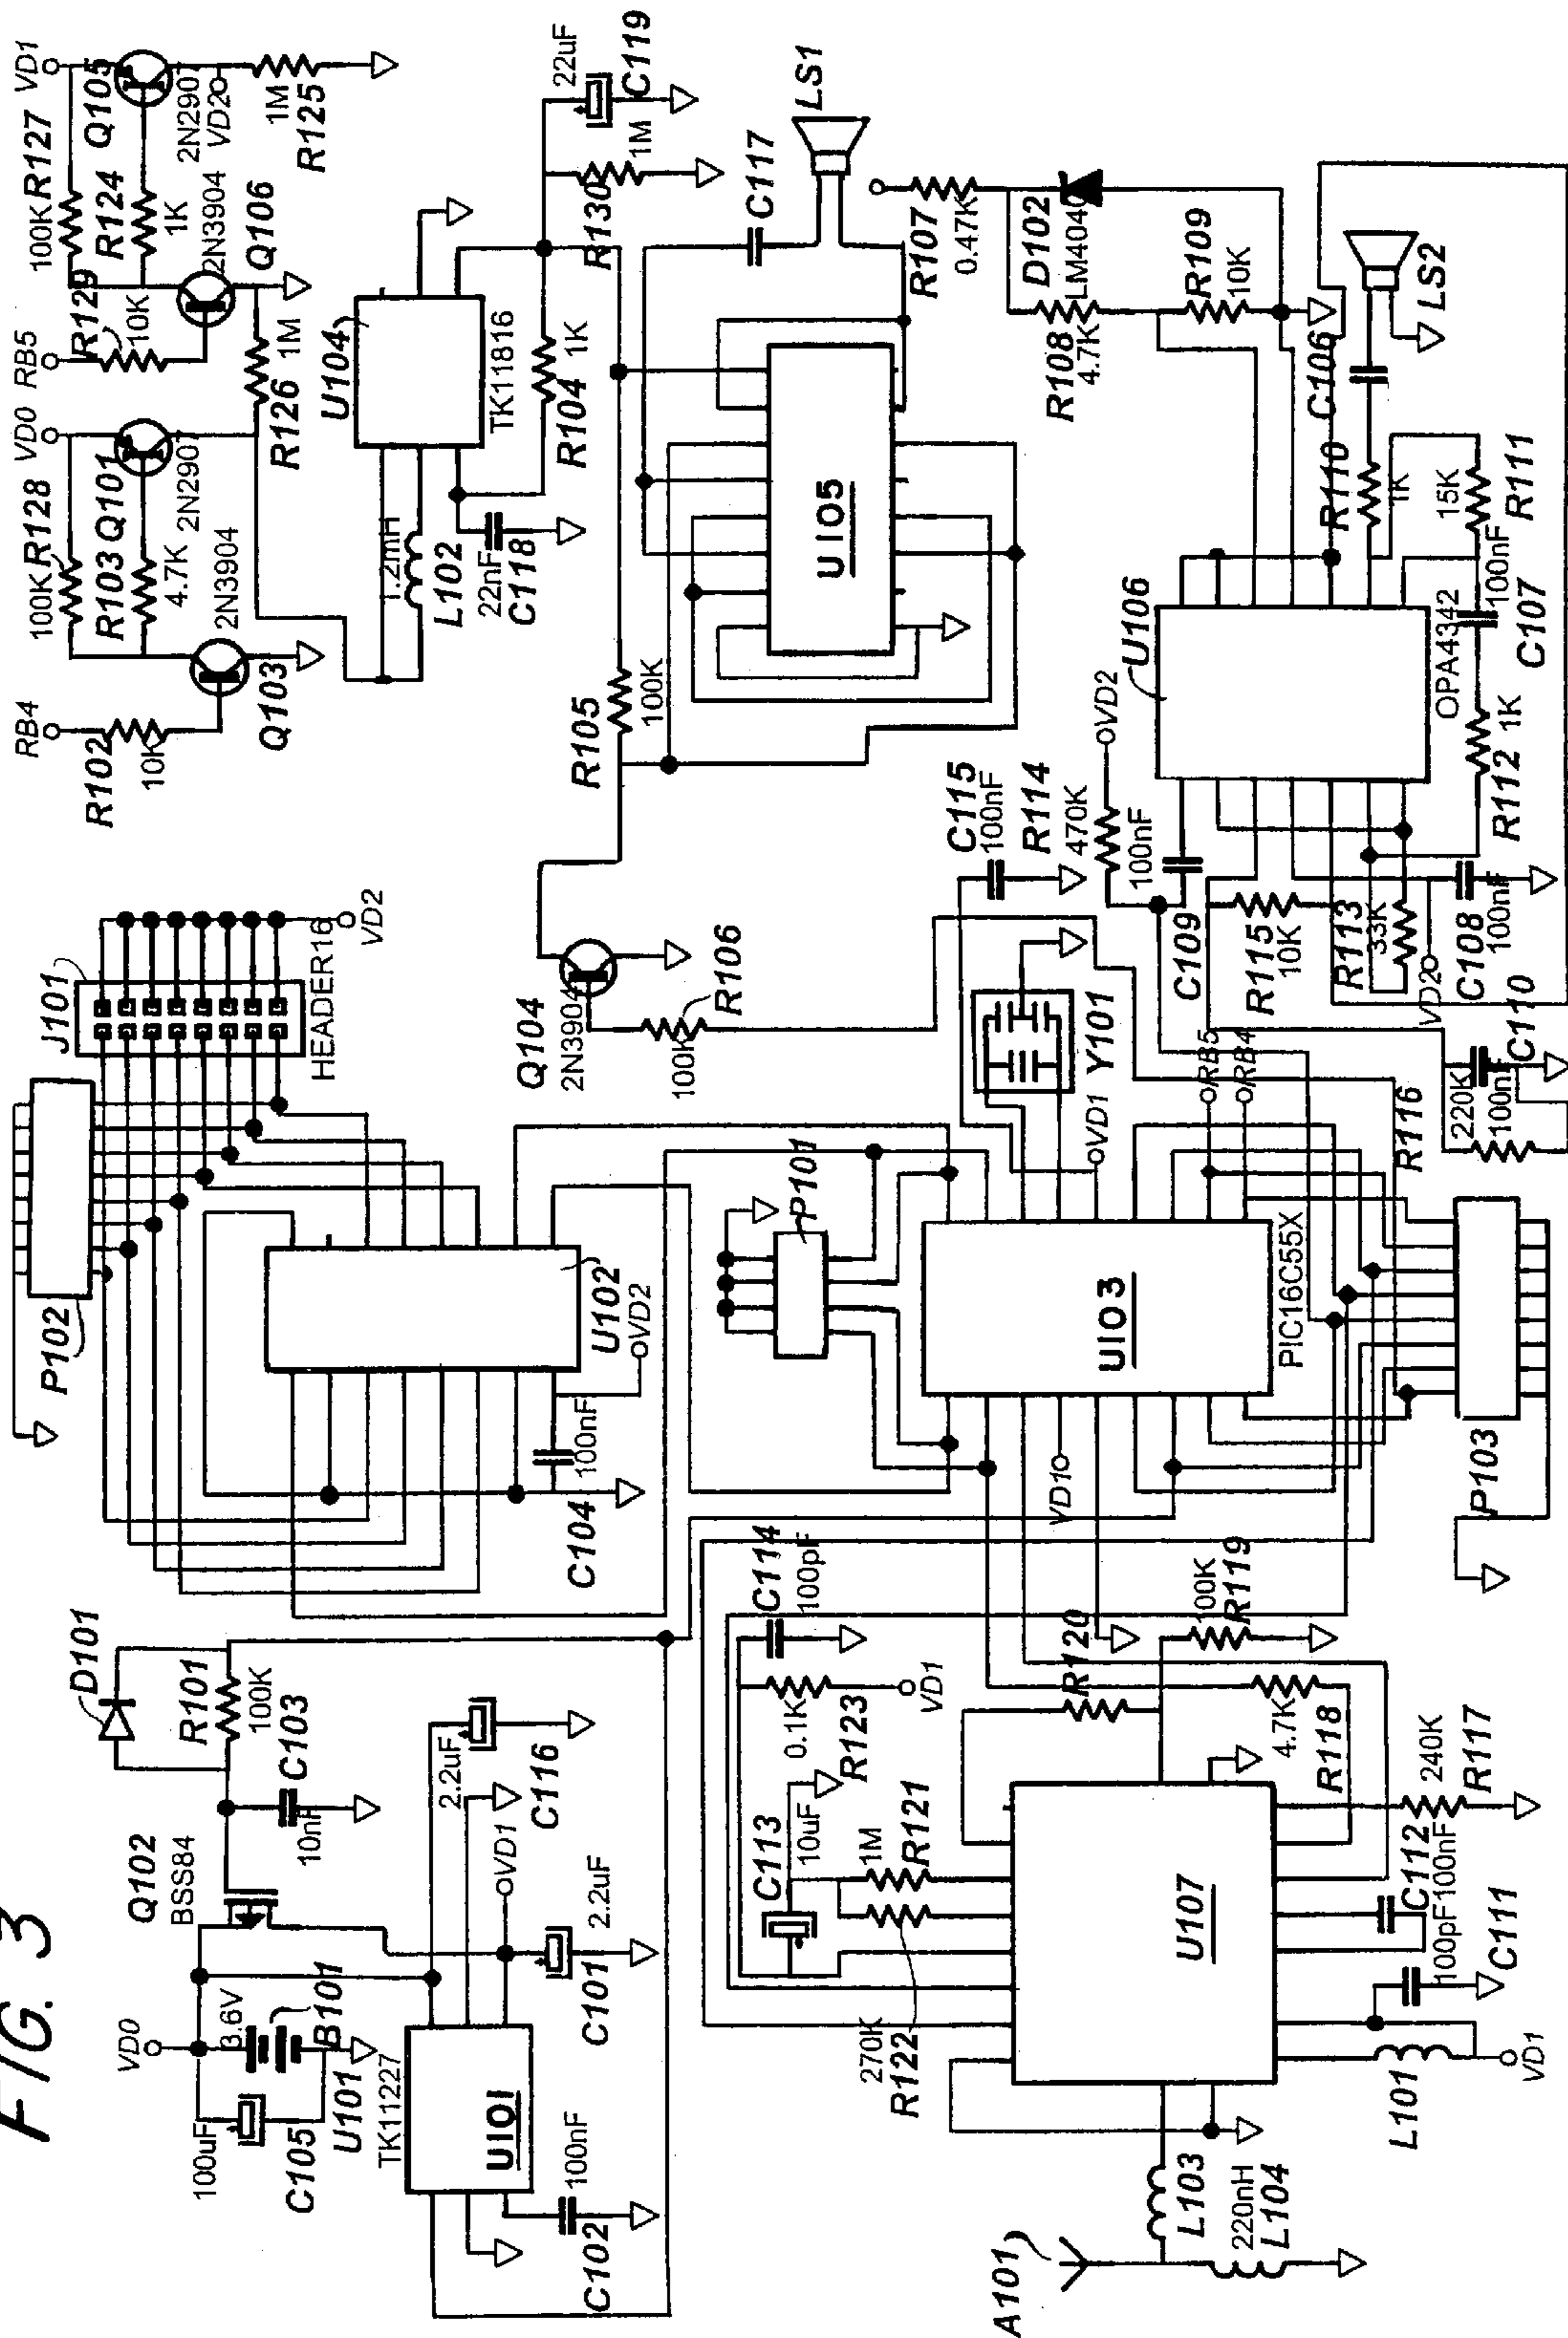 FIG. 3
VD0
100uF
C105
3.6V
B101
U101
TK11227
U101
C102
100nF
Q102
BSS84
D101
R101
100K
C103
10nF
2.2uF
C116
VD1
2.2uF
C101
P102
J101
HEADER16
VD2
U102
VD2
100nF
C104
RB4
R102
10K
Q103
2N3904
100K
R128
R103
4.7K
Q101
2N2907
VD0
RB5
R129
10K
R126
1M
100K
R127
R124
1K
2N3904
Q106
Q105
2N2907
VD1
VD2
1M
R125
U104
TK11816
1.2mH
L102
22nF
C118
R104
1K
R130
1M
22uF
C119
R105
100K
Q104
2N3904
100K
R106
U105
C117
LS1
R107
0.47K
D102
LM4040
R108
4.7K
R109
10K
C106
LS2
R110
1K
15K
R111
100nF
C107
U106
OPA4342
R112
1K
C115
100nF
R114
470K
VD2
100nF
C109
R115
10K
R113
33K
VD2
C108
100nF
C110
220K
100nF
R116
Y101
VD1
RB5
RB4
P101
U103
PIC16C55X
VD1
P103
C114
100pF
0.1K
R123
VD1
R120
100K
R119
4.7K
R118
240K
R117
C113
10uF
1M
R121
270K
R122
U107
C112
100pF
100nF
C111
L101
VD1
A101
L103
220nH
L104